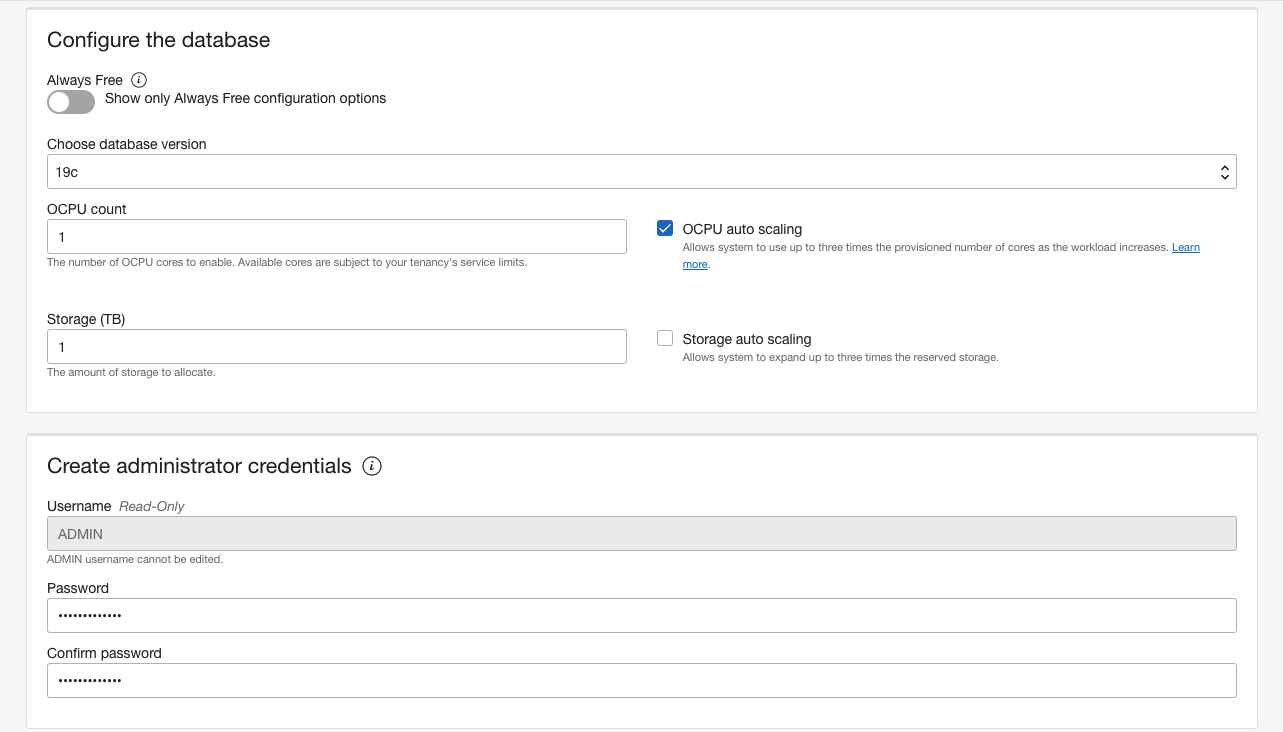 Configure the database
Always Free
Show only Always Free configuration options
Choose database version
19c
OCPU count
1
The number of OCPU cores to enable. Available cores are subject to your tenancy's service limits.
OCPU auto scaling
Allows system to use up to three times the provisioned number of cores as the workload increases. Learn
more.
Storage (TB)
1
The amount of storage to allocate.
Storage auto scaling
Allows system to expand up to three times the reserved storage.
Create administrator credentials
Username Read-Only
ADMIN
ADMIN username cannot be edited.
Password
•••••••••••••
Confirm password
•••••••••••••